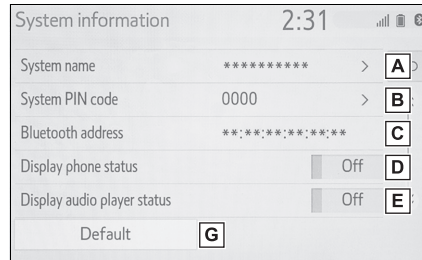 System information 2:31
System name ********** > A
System PIN code 0000 > B
Bluetooth address **:**:**:**:**:** C
Display phone status Off D
Display audio player status Off E
Default G